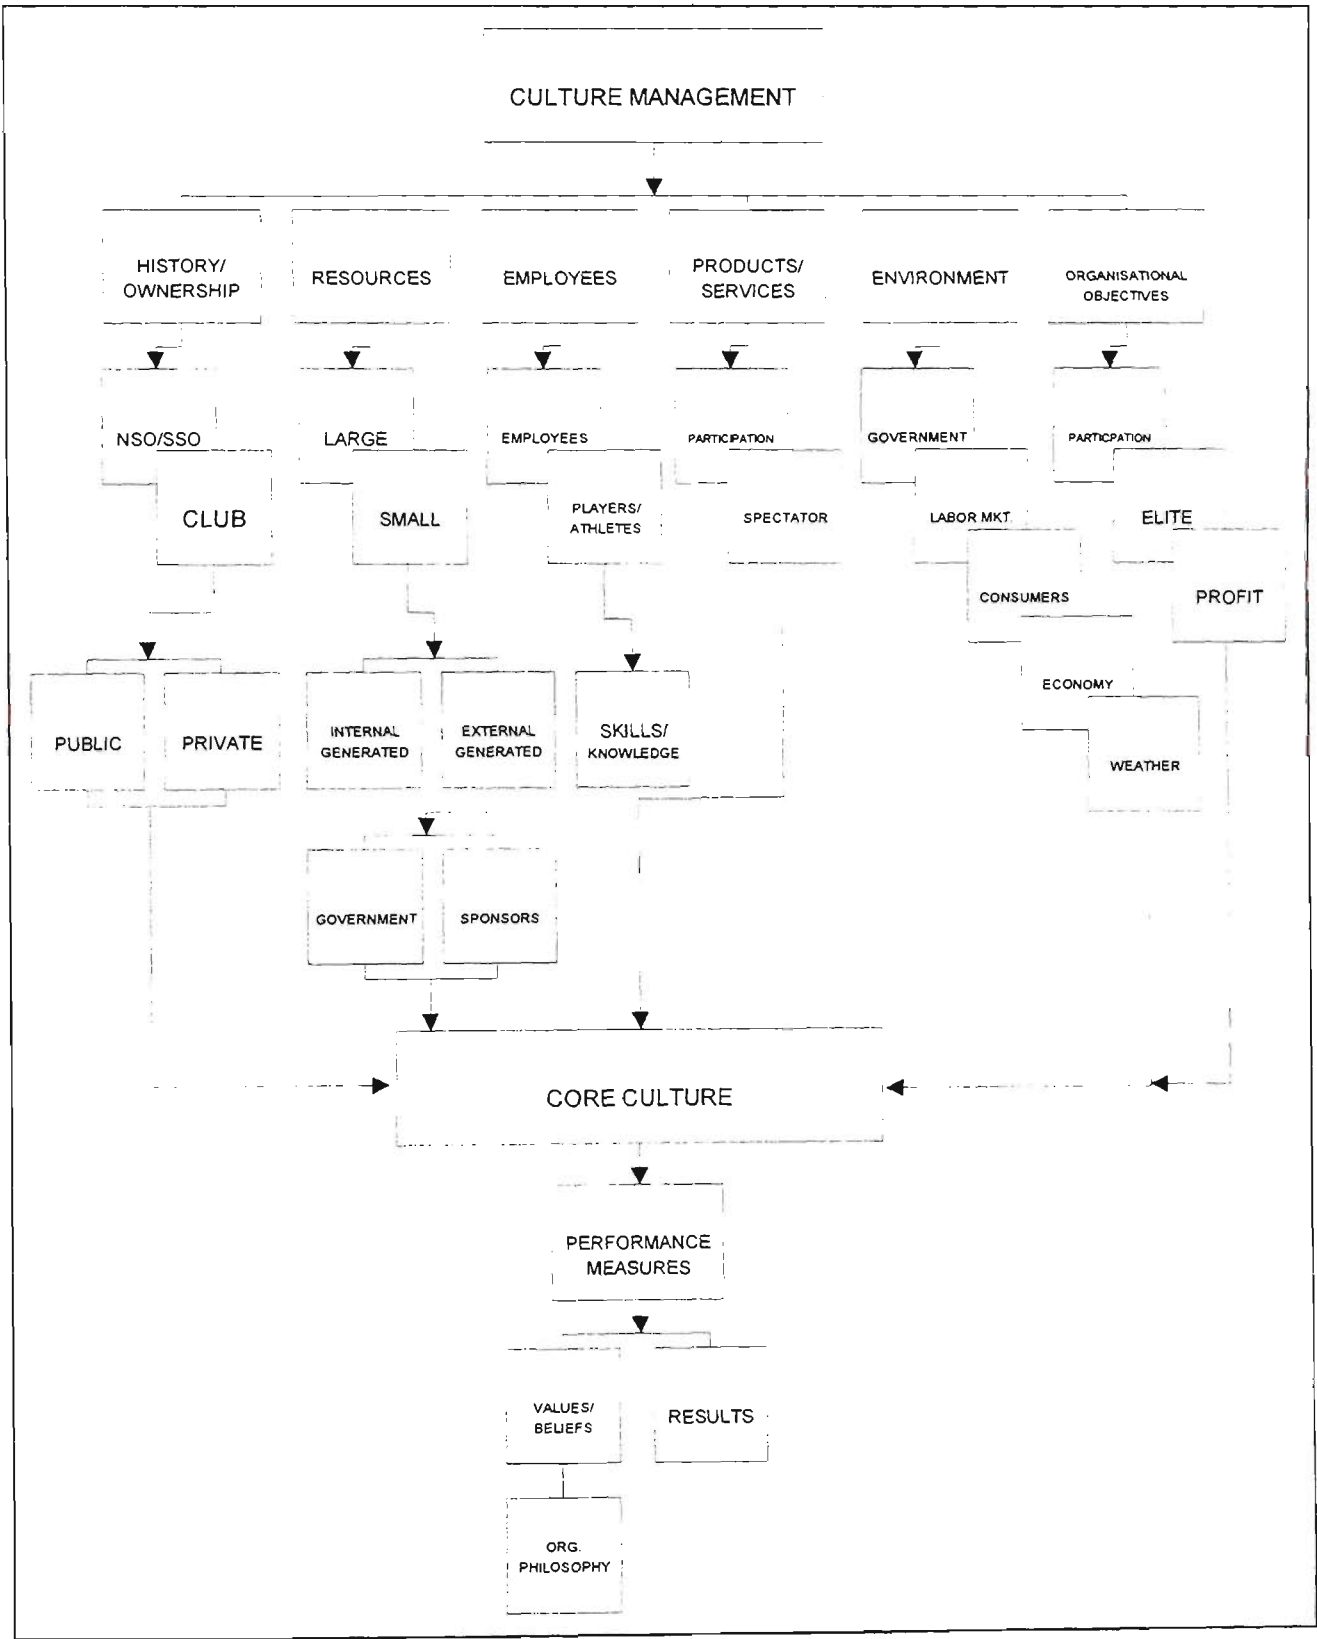 CULTURE MANAGEMENT
HISTORY/
OWNERSHIP
RESOURCES
EMPLOYEES
PRODUCTS/
SERVICES
ENVIRONMENT
ORGANISATIONAL
OBJECTIVES
NSO/SSO
LARGE
EMPLOYEES
PARTICIPATION
GOVERNMENT
PARTICPATION
CLUB
SMALL
PLAYERS/
ATHLETES
SPECTATOR
LABOR MKT.
ELITE
CONSUMERS
PROFIT
ECONOMY
WEATHER
PUBLIC
PRIVATE
INTERNAL
GENERATED
EXTERNAL
GENERATED
SKILLS/
KNOWLEDGE
GOVERNMENT
SPONSORS
CORE CULTURE
PERFORMANCE
MEASURES
VALUES/
BELIEFS
RESULTS
ORG.
PHILOSOPHY